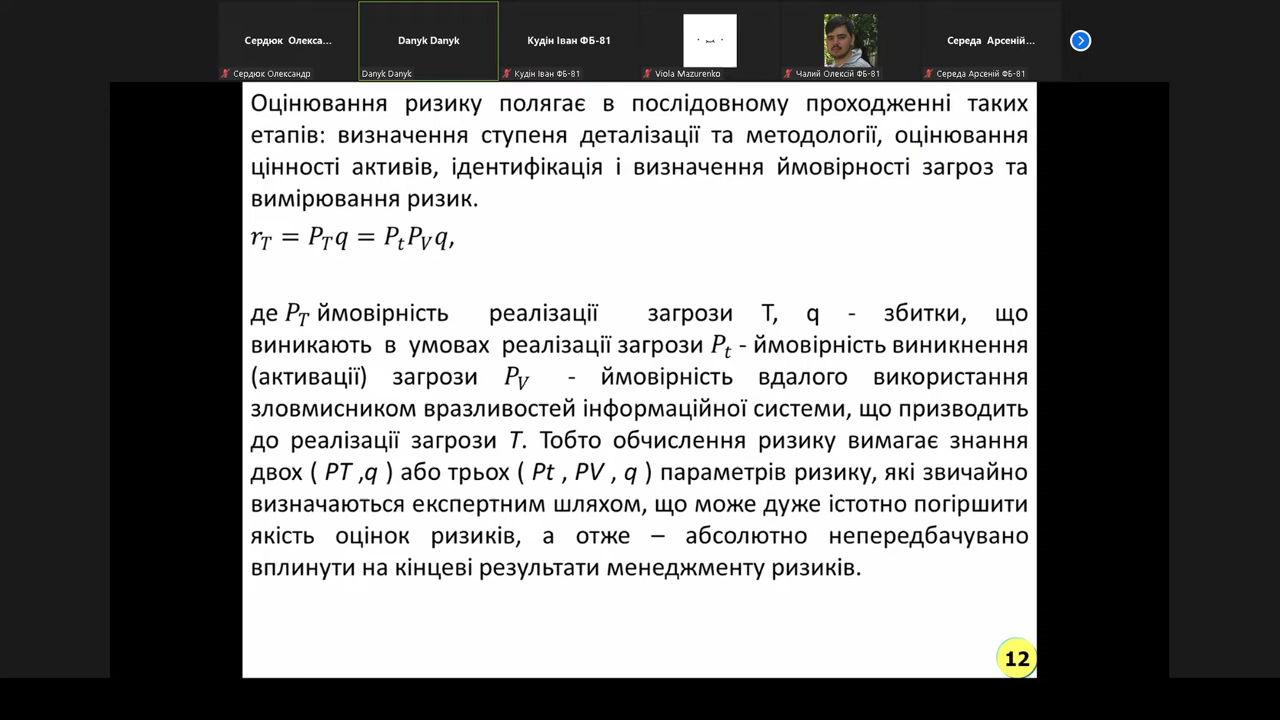 Сердюк Олекса...
Danyk Danyk
Кудін Іван ФБ-81
Середа Арсеній...
Сердюк Олександр
Danyk Danyk
Кудін Іван ФБ-81
Viola Mazurenko
Чалий Олексій ФБ-81
Середа Арсеній ФБ-81
Оцінювання ризику полягає в послідовному проходженні таких
етапів: визначення ступеня деталізації та методології, оцінювання
цінності активів, ідентифікація і визначення ймовірності загроз та
вимірювання ризик.
r_T = P_T q = P_t P_V q,
де P_T ймовірність реалізації загрози Т, q - збитки, що
виникають в умовах реалізації загрози P_t - ймовірність виникнення
(активації) загрози P_V - ймовірність вдалого використання
зловмисником вразливостей інформаційної системи, що призводить
до реалізації загрози Т. Тобто обчислення ризику вимагає знання
двох ( PT ,q ) або трьох ( Pt , PV , q ) параметрів ризику, які звичайно
визначаються експертним шляхом, що може дуже істотно погіршити
якість оцінок ризиків, а отже – абсолютно непередбачувано
вплинути на кінцеві результати менеджменту ризиків.
12